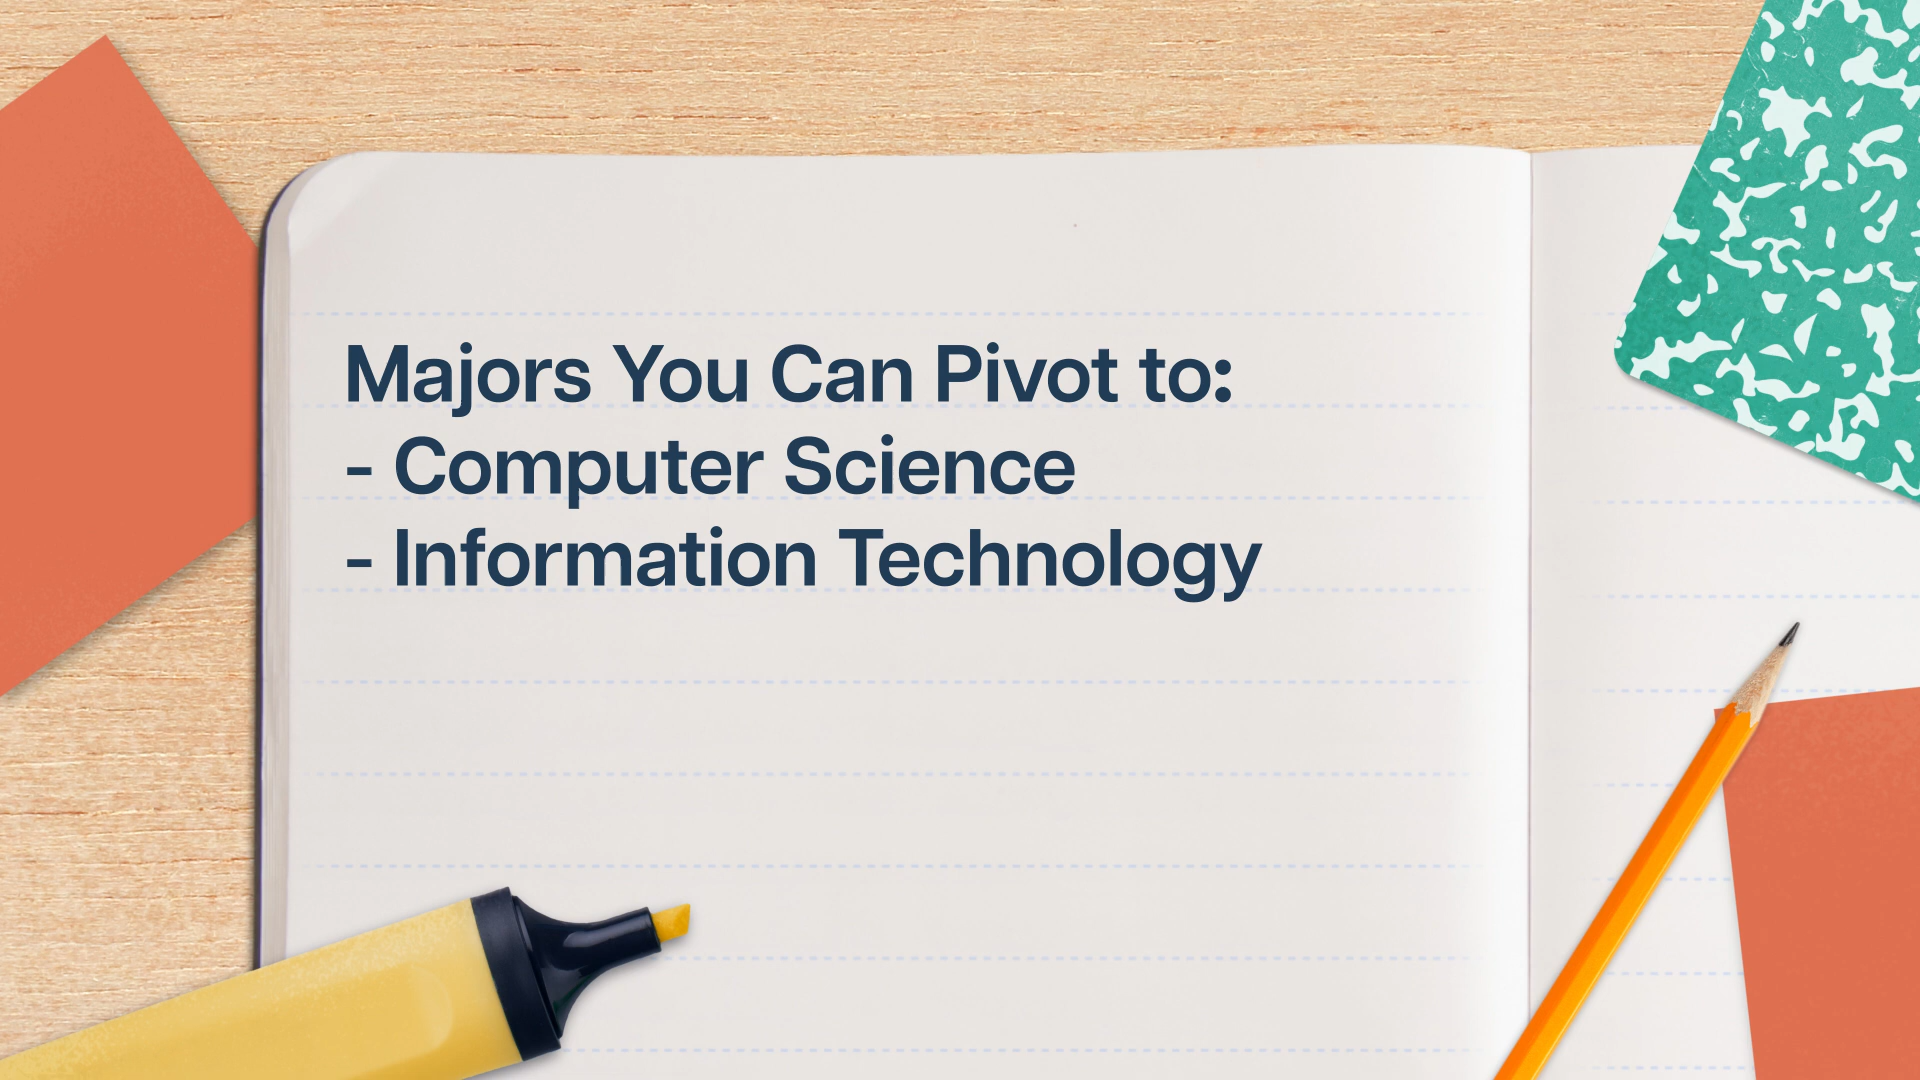 Majors You Can Pivot to:
- Computer Science
- Information Technology